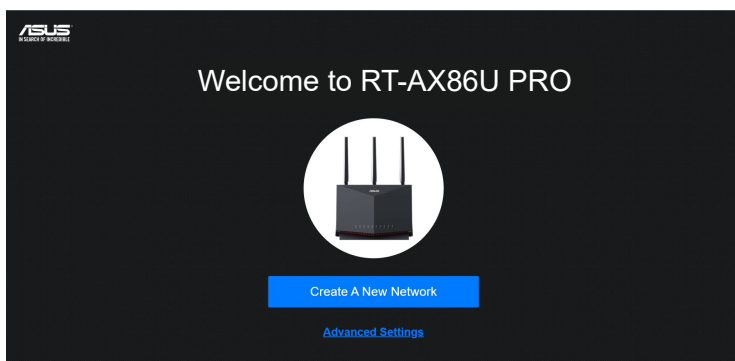 ASUS
IN SEARCH OF INCREDIBLE
Welcome to RT-AX86U PRO
Create A New Network
Advanced Settings